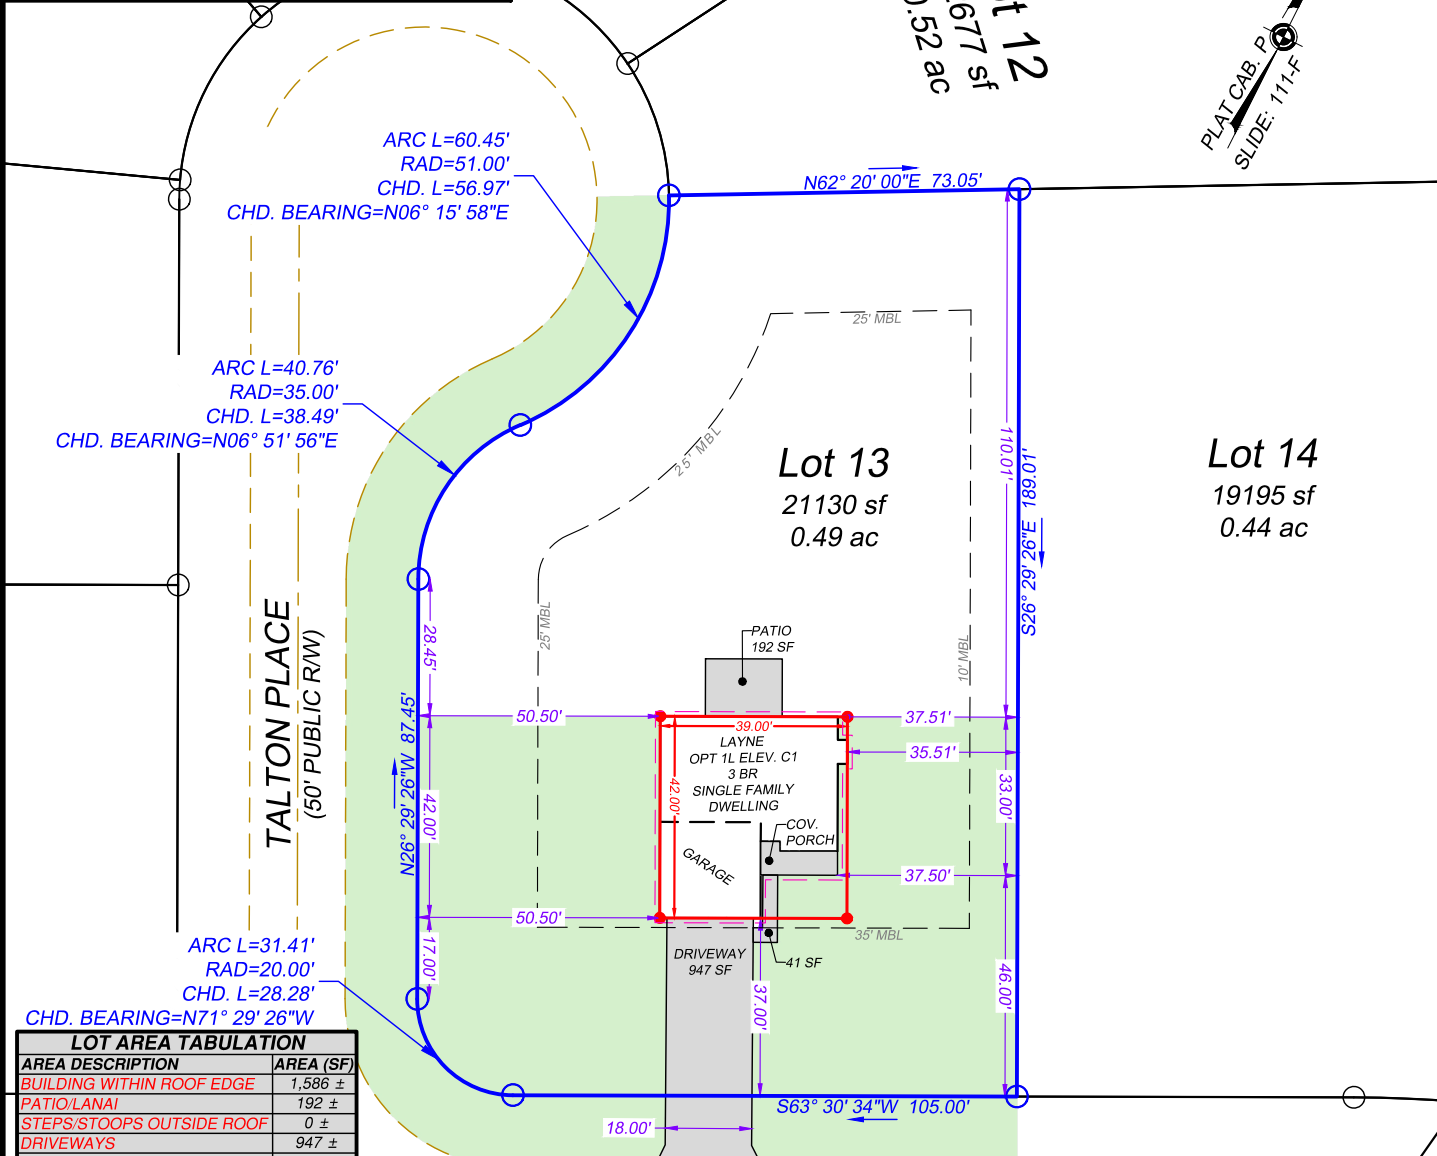 Lot 12
677 sf
0.52 ac
PLAT CAB. P
SLIDE: 111-F
ARC L=60.45'
RAD=51.00'
CHD. L=56.97'
CHD. BEARING=N06° 15' 58"E
N62° 20' 00"E 73.05'
25' MBL
ARC L=40.76'
RAD=35.00'
CHD. L=38.49'
CHD. BEARING=N06° 51' 56"E
25' MBL
Lot 13
21130 sf
0.49 ac
110.01'
S26° 29' 26"E 189.01'
Lot 14
19195 sf
0.44 ac
TALTON PLACE
(50' PUBLIC R/W)
28.45'
25' MBL
PATIO
192 SF
10' MBL
N26° 29' 26"W 87.45'
50.50'
39.00'
37.51'
LAYNE
OPT 1L ELEV. C1
3 BR
SINGLE FAMILY
DWELLING
35.51'
42.00'
42.00'
33.00'
COV.
PORCH
GARAGE
37.50'
50.50'
17.00'
35' MBL
DRIVEWAY
947 SF
41 SF
37.00'
46.00'
ARC L=31.41'
RAD=20.00'
CHD. L=28.28'
CHD. BEARING=N71° 29' 26"W
S63° 30' 34"W 105.00'
18.00'
LOT AREA TABULATION
AREA DESCRIPTION AREA (SF)
BUILDING WITHIN ROOF EDGE 1,586 ±
PATIO/LANAI 192 ±
STEPS/STOOPS OUTSIDE ROOF 0 ±
DRIVEWAYS 947 ±